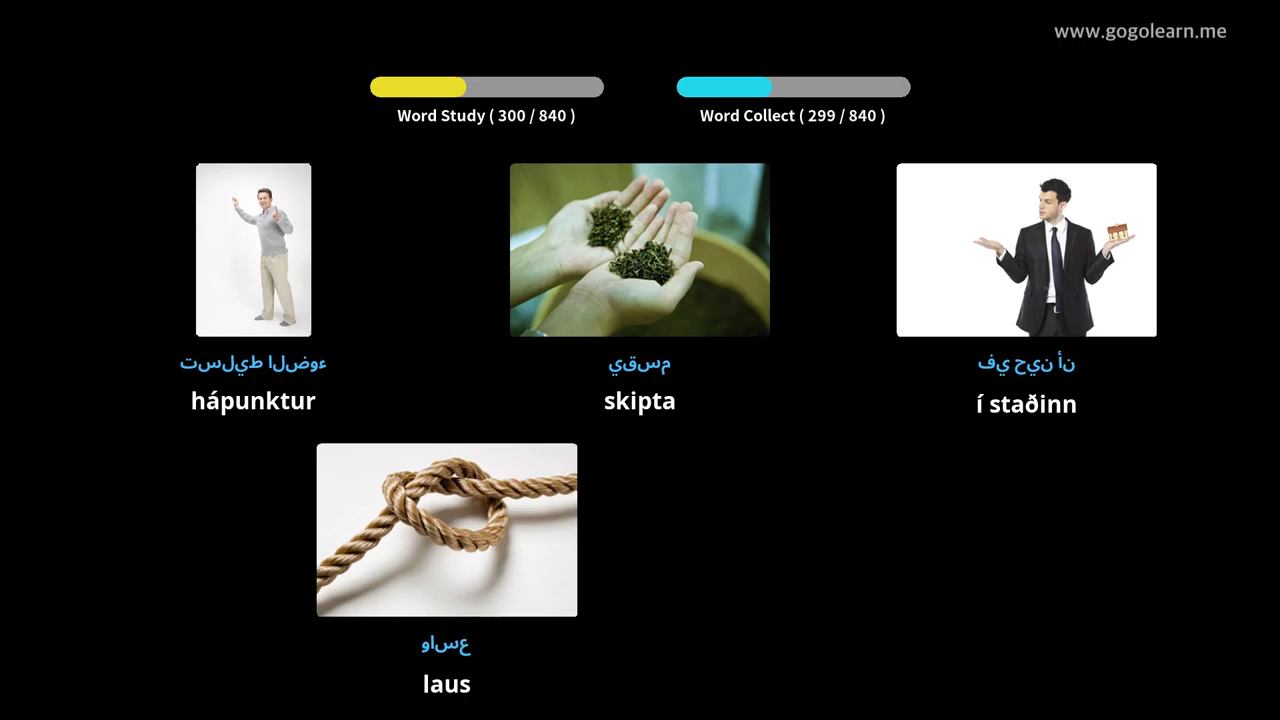 www.gogolearn.me
Word Study ( 300 / 840 )
Word Collect ( 299 / 840 )
تسليط الضوء
hápunktur
يقسم
skipta
في حين أن
í staðinn
واسع
laus